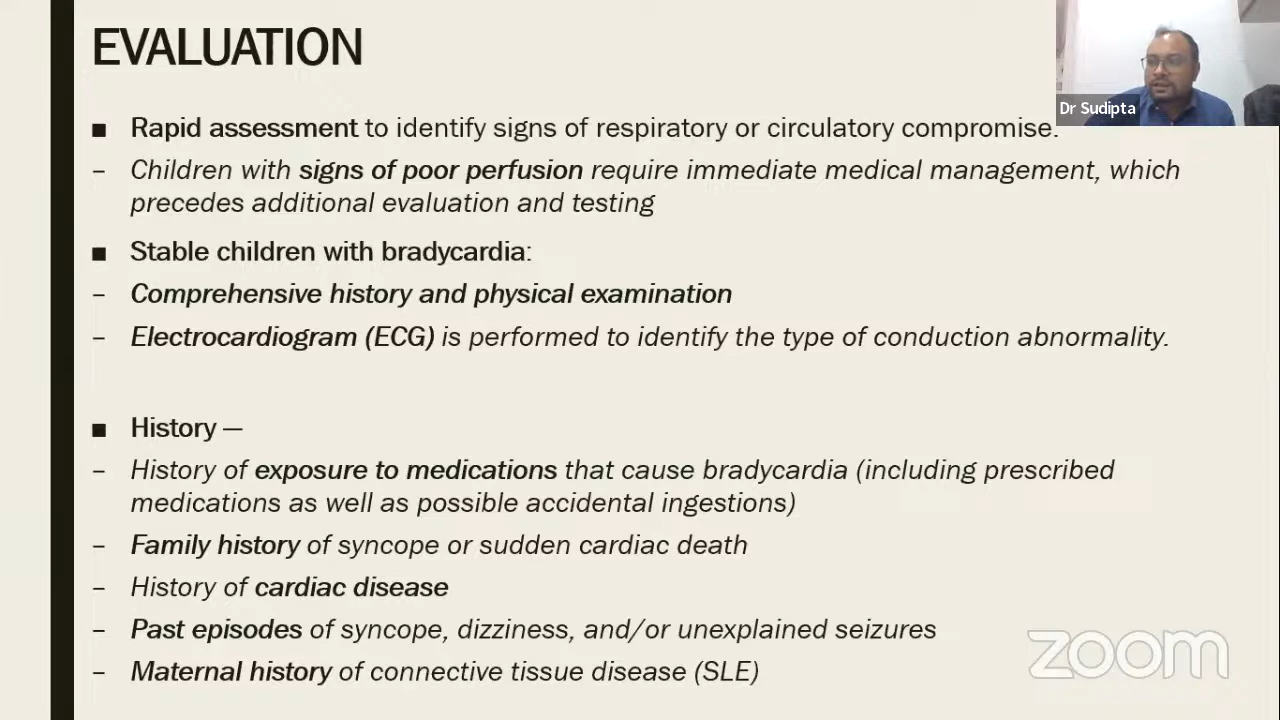 EVALUATION
Dr Sudipta
■ Rapid assessment to identify signs of respiratory or circulatory compromise.
– Children with signs of poor perfusion require immediate medical management, which
precedes additional evaluation and testing
■ Stable children with bradycardia:
– Comprehensive history and physical examination
– Electrocardiogram (ECG) is performed to identify the type of conduction abnormality.
■ History —
– History of exposure to medications that cause bradycardia (including prescribed
medications as well as possible accidental ingestions)
– Family history of syncope or sudden cardiac death
– History of cardiac disease
– Past episodes of syncope, dizziness, and/or unexplained seizures
– Maternal history of connective tissue disease (SLE)
zoom